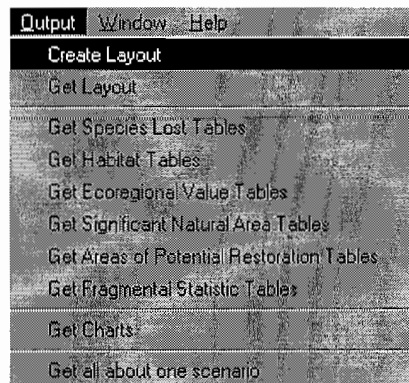 Output Window Help
Create Layout
Get Layout
Get Species Lost Tables
Get Habitat Tables
Get Ecoregional Value Tables
Get Significant Natural Area Tables
Get Areas of Potential Restoration Tables
Get Fragmental Statistic Tables
Get Charts
Get all about one scenario